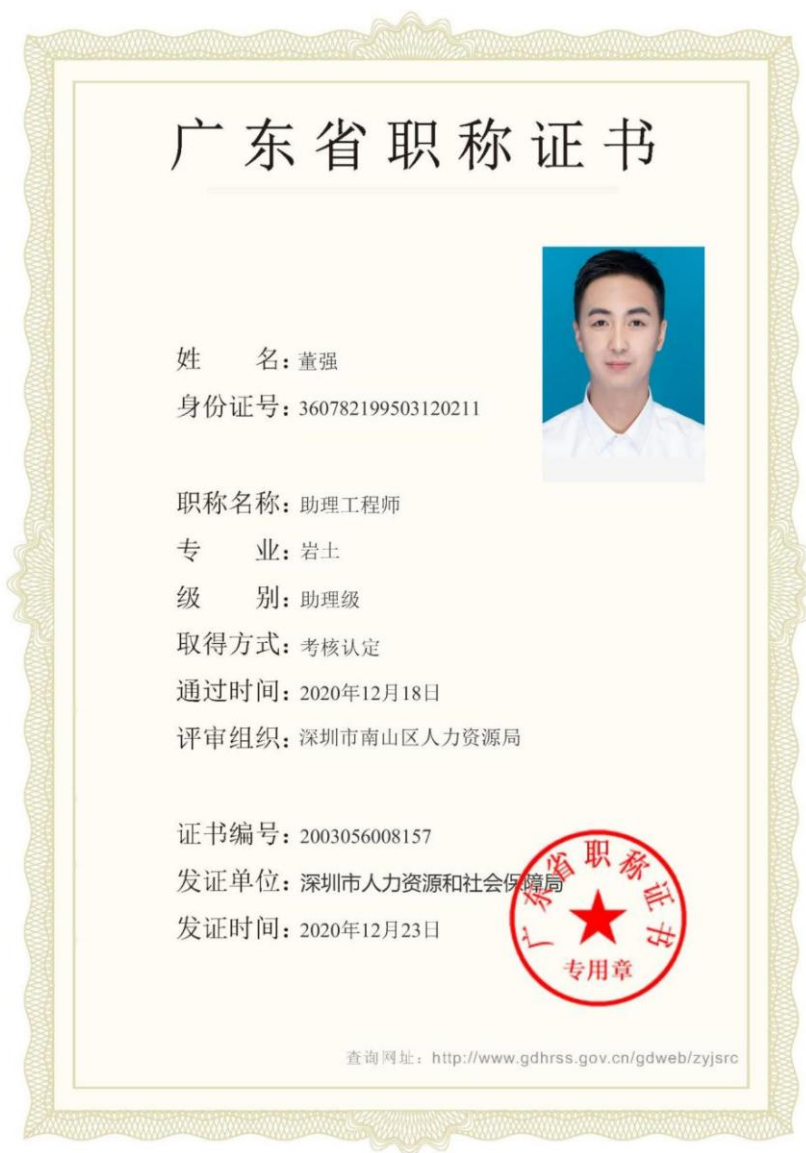 广东省职称证书
姓 名：董强
身份证号：360782199503120211
职称名称：助理工程师
专 业：岩土
级 别：助理级
取得方式：考核认定
通过时间：2020年12月18日
评审组织：深圳市南山区人力资源局
证书编号：2003056008157
发证单位：深圳市人力资源和社会保障局
发证时间：2020年12月23日
广东省职称证书
专用章
查询网址：http://www.gdhrss.gov.cn/gdweb/zyjsrc